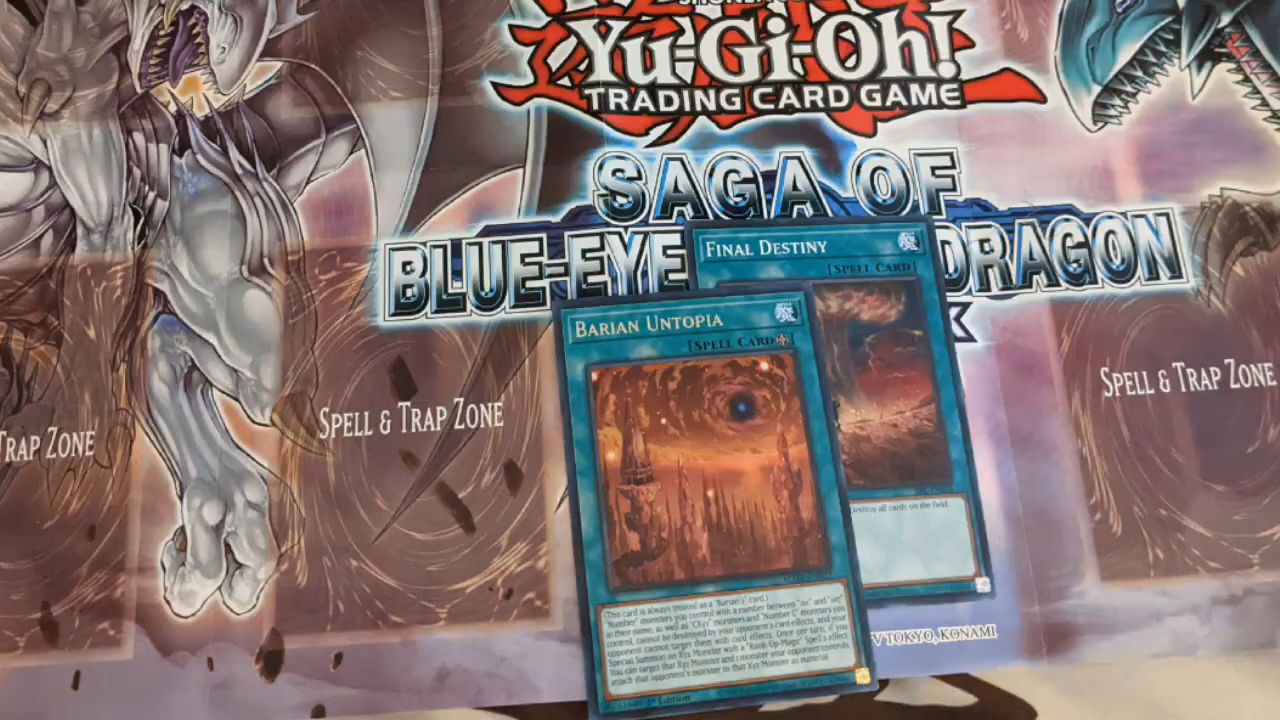 Yu-Gi-Oh!
TRADING CARD GAME
SAGA OF
BLUE-EYE DRAGON
FINAL DESTINY
[SPELL CARD]
Destroy all cards on the field.
BARIAN UNTOPIA
[SPELL CARD]
(This card is always treated as a "Barian's" card.)
"Number" monsters you control with a number between "101" and "107"
in their name, as well as "CXyz" monsters and "Number C" monsters you
control, cannot be destroyed by your opponent's card effects, and your
opponent cannot target them with card effects. Once per turn, if you
Special Summon an Xyz Monster with a "Rank-Up-Magic" Spell's effect:
You can target that Xyz Monster and 1 monster your opponent controls;
attach that opponent's monster to that Xyz Monster as material.
1st Edition
TRAP ZONE
SPELL & TRAP ZONE
SPELL & TRAP ZONE
V TOKYO, KONAMI